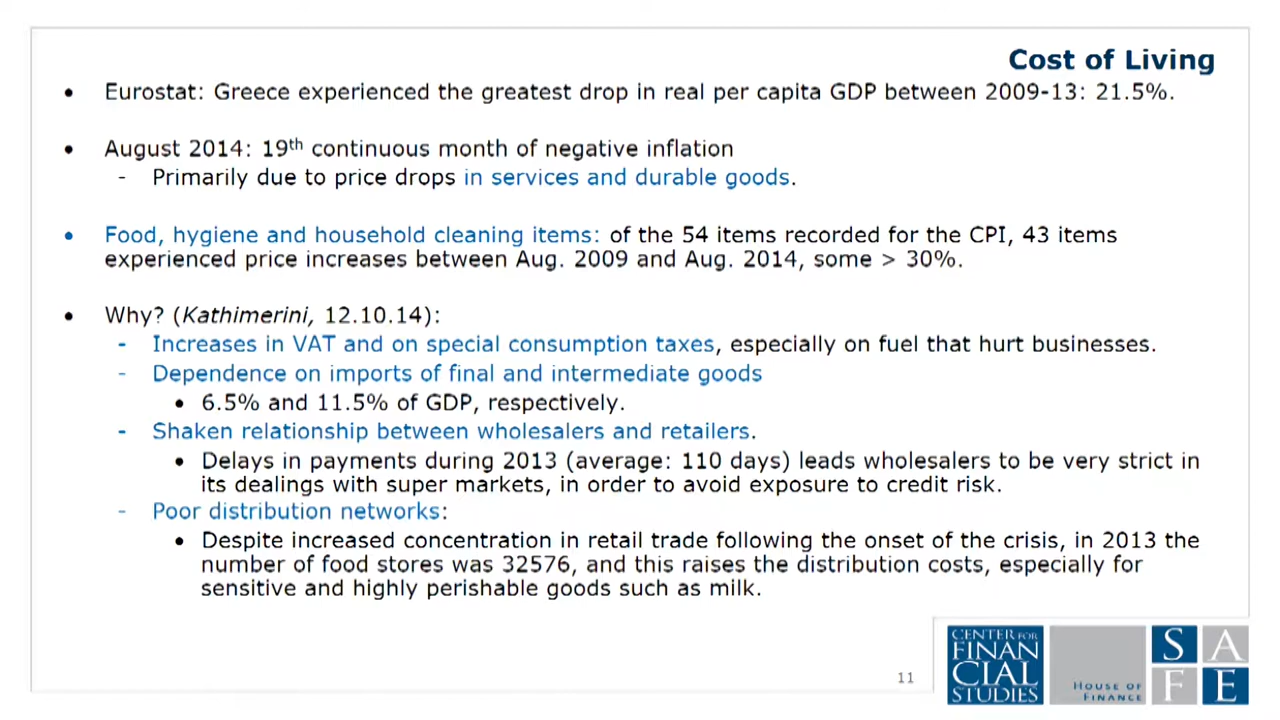 Cost of Living
• Eurostat: Greece experienced the greatest drop in real per capita GDP between 2009-13: 21.5%.
• August 2014: 19th continuous month of negative inflation
- Primarily due to price drops in services and durable goods.
• Food, hygiene and household cleaning items: of the 54 items recorded for the CPI, 43 items
experienced price increases between Aug. 2009 and Aug. 2014, some > 30%.
• Why? (Kathimerini, 12.10.14):
- Increases in VAT and on special consumption taxes, especially on fuel that hurt businesses.
- Dependence on imports of final and intermediate goods
• 6.5% and 11.5% of GDP, respectively.
- Shaken relationship between wholesalers and retailers.
• Delays in payments during 2013 (average: 110 days) leads wholesalers to be very strict in
its dealings with super markets, in order to avoid exposure to credit risk.
- Poor distribution networks:
• Despite increased concentration in retail trade following the onset of the crisis, in 2013 the
number of food stores was 32576, and this raises the distribution costs, especially for
sensitive and highly perishable goods such as milk.
11
CENTER FOR
FINAN
CIAL
STUDIES
HOUSE OF
FINANCE
S A
F E